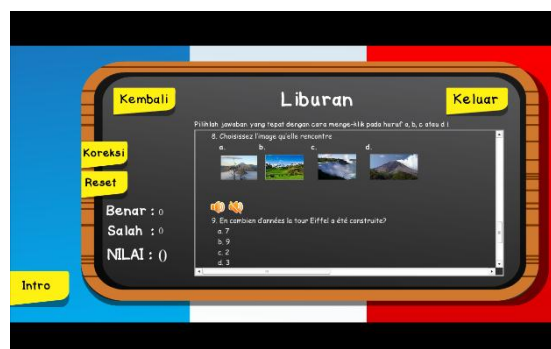 Kembali
Liburan
Keluar
Pilihlah jawaban yang tepat dengan cara menge-klik pada huruf a, b, c atau d !
8. Choisissez l'image qu'elle rencontre
a. b. c. d.
Koreksi
Reset
Benar : 0
Salah : 0
NILAI : ()
9. En combien d'années la tour Eiffel a été construite?
a. 7
b. 9
c. 2
d. 3
Intro